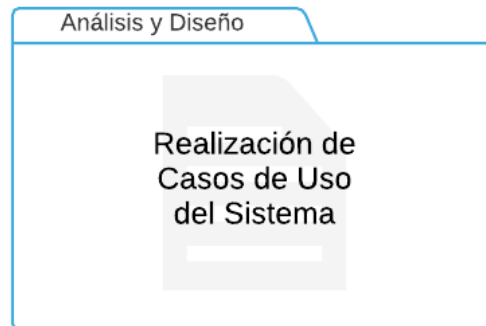 Análisis y Diseño
Realización de
Casos de Uso
del Sistema